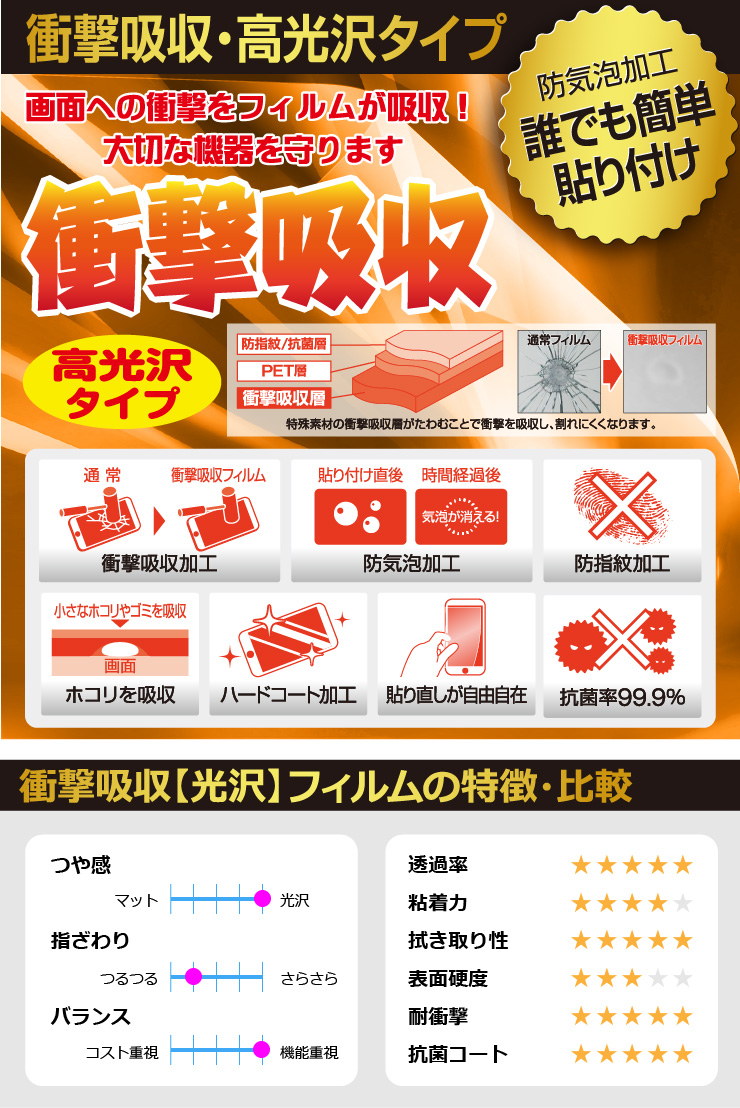 衝撃吸収・高光沢タイプ
防気泡加工
誰でも簡単
貼り付け
画面への衝撃をフィルムが吸収！
大切な機器を守ります
衝撃吸収
高光沢
タイプ
防指紋/抗菌層
PET層
衝撃吸収層
通常フィルム
衝撃吸収フィルム
特殊素材の衝撃吸収層がたわむことで衝撃を吸収し、割れにくくなります。
通常
衝撃吸収フィルム
衝撃吸収加工
貼り付け直後
時間経過後
気泡が消える!
防気泡加工
防指紋加工
小さなホコリやゴミを吸収
画面
ホコリを吸収
ハードコート加工
貼り直しが自由自在
抗菌率99.9%
衝撃吸収【光沢】フィルムの特徴・比較
つや感
マット
光沢
指ざわり
つるつる
さらさら
バランス
コスト重視
機能重視
透過率 ★★★★★
粘着力 ★★★★★
拭き取り性 ★★★★★
表面硬度 ★★★★★
耐衝撃 ★★★★★
抗菌コート ★★★★★